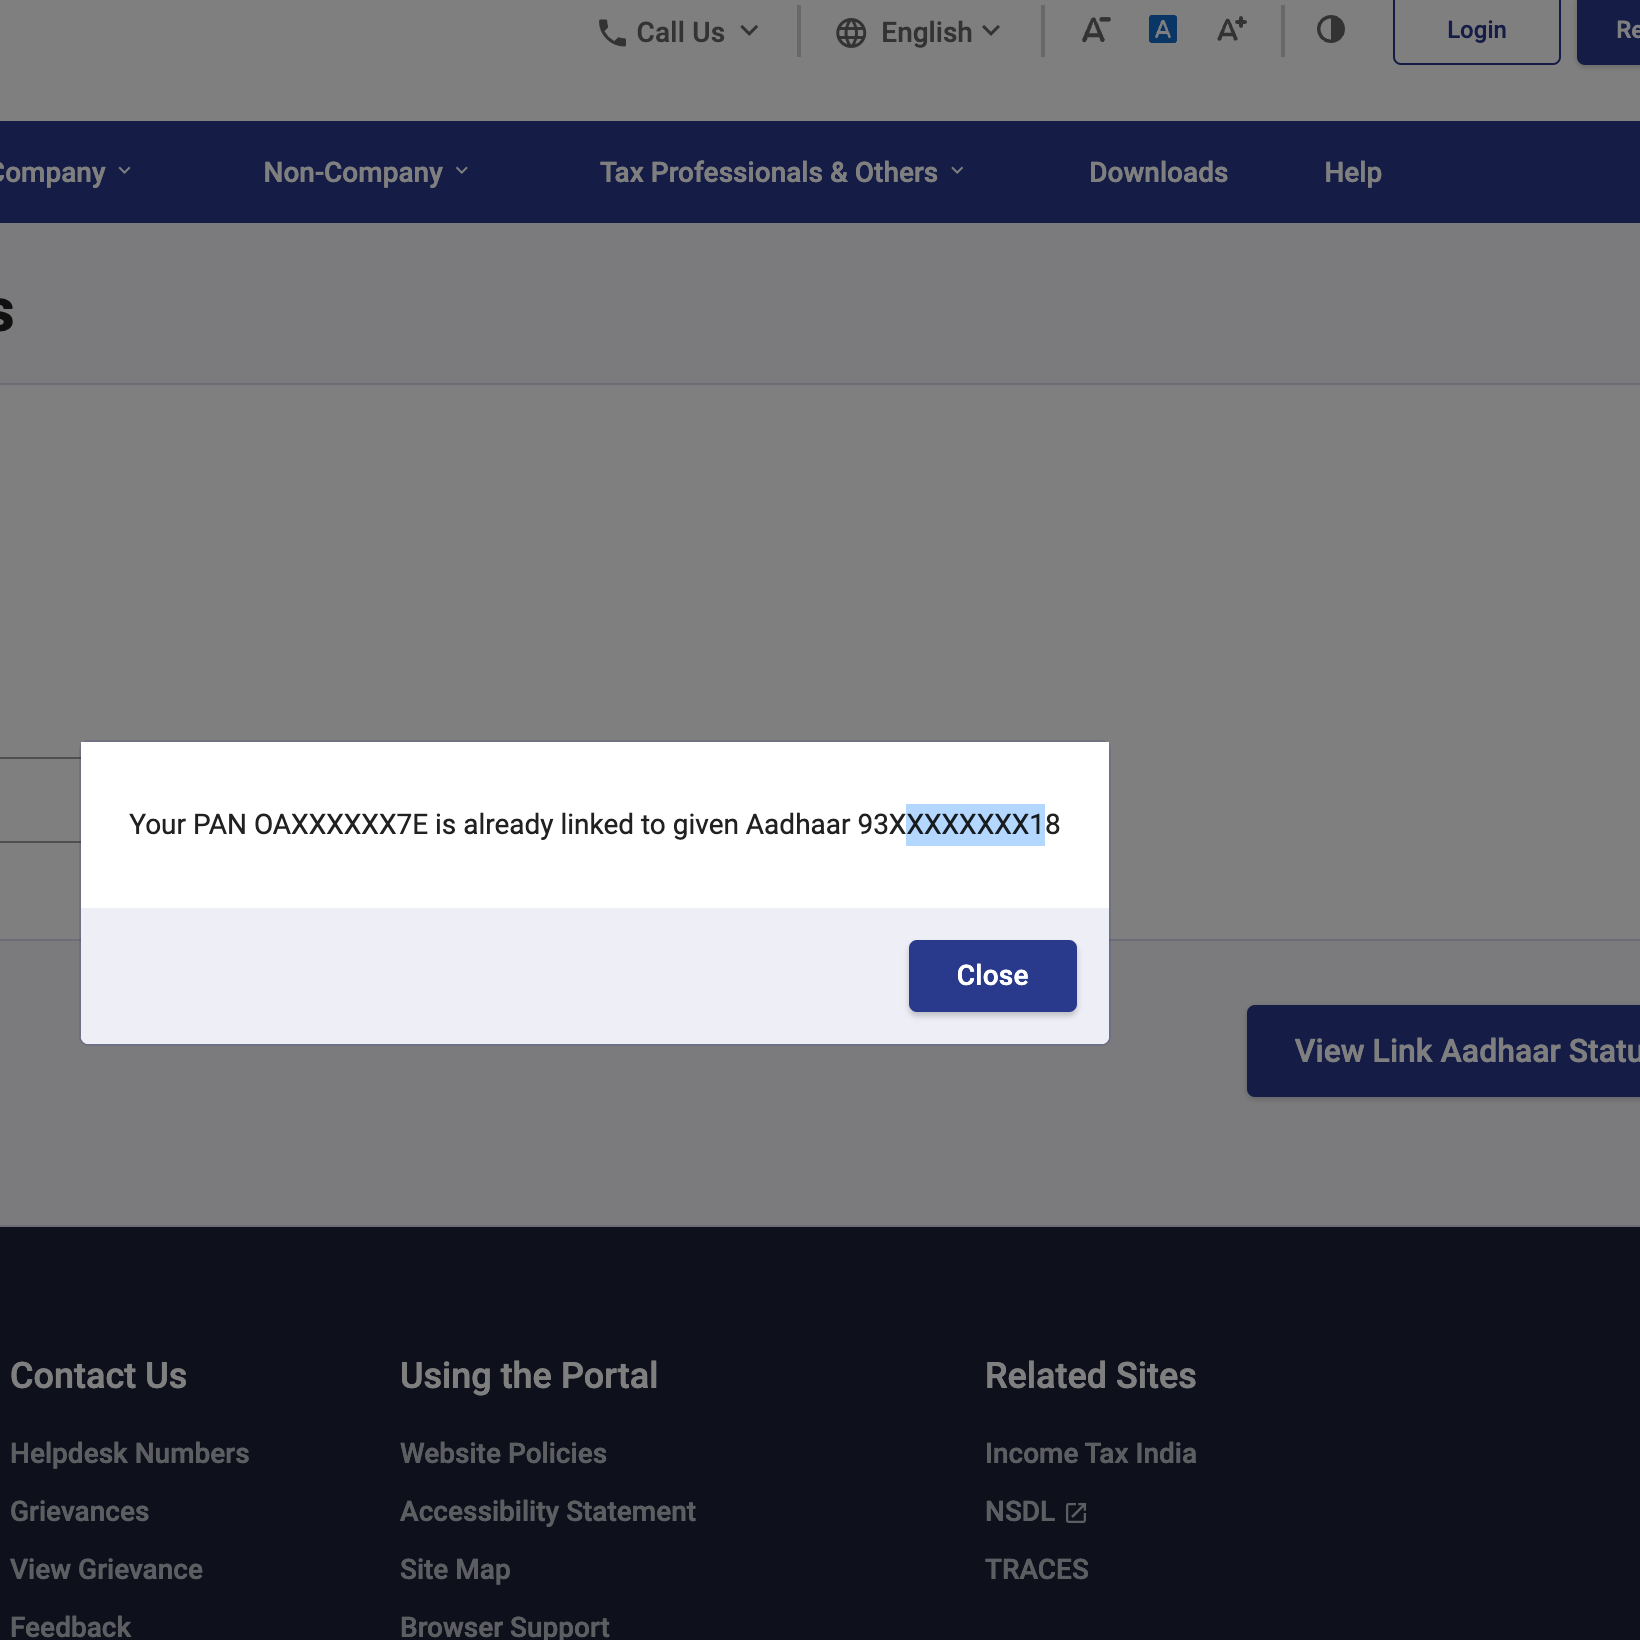 Call Us
English
A-
A
A+
Login
Company
Non-Company
Tax Professionals & Others
Downloads
Help
s
Your PAN OAXXXXXX7E is already linked to given Aadhaar 93XXXXXXXX18
Close
View Link Aadhaar Statu
Contact Us
Using the Portal
Related Sites
Helpdesk Numbers
Website Policies
Income Tax India
Grievances
Accessibility Statement
NSDL
View Grievance
Site Map
TRACES
Feedback
Browser Support